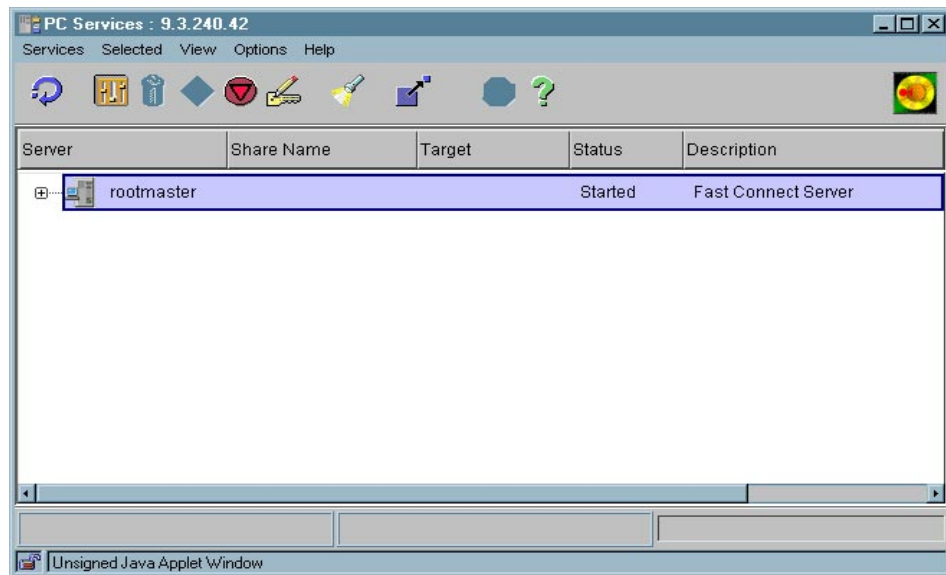 PC Services : 9.3.240.42
Services Selected View Options Help
Server Share Name Target Status Description
rootmaster Started Fast Connect Server
Unsigned Java Applet Window